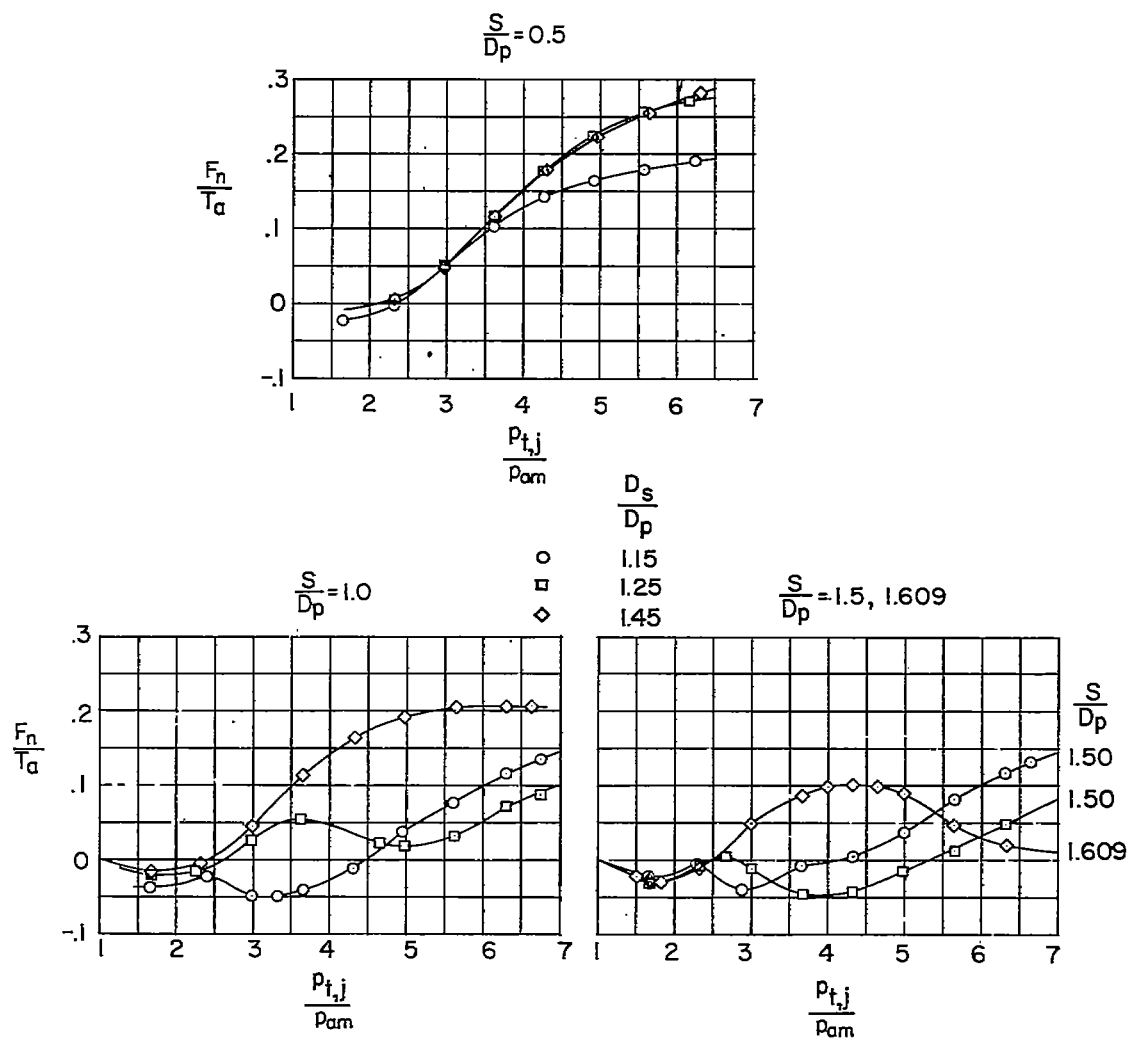 S/Dp = 0.5
.3
.2
.1
0
-.1
Fn/Ta
1 2 3 4 5 6 7
pt,j/pam
Ds/Dp
○ 1.15
□ 1.25
◇ 1.45
S/Dp = 1.0
.3
.2
.1
0
-.1
Fn/Ta
1 2 3 4 5 6 7
pt,j/pam
S/Dp = 1.5, 1.609
S/Dp
1.50
1.50
1.609
1 2 3 4 5 6 7
pt,j/pam